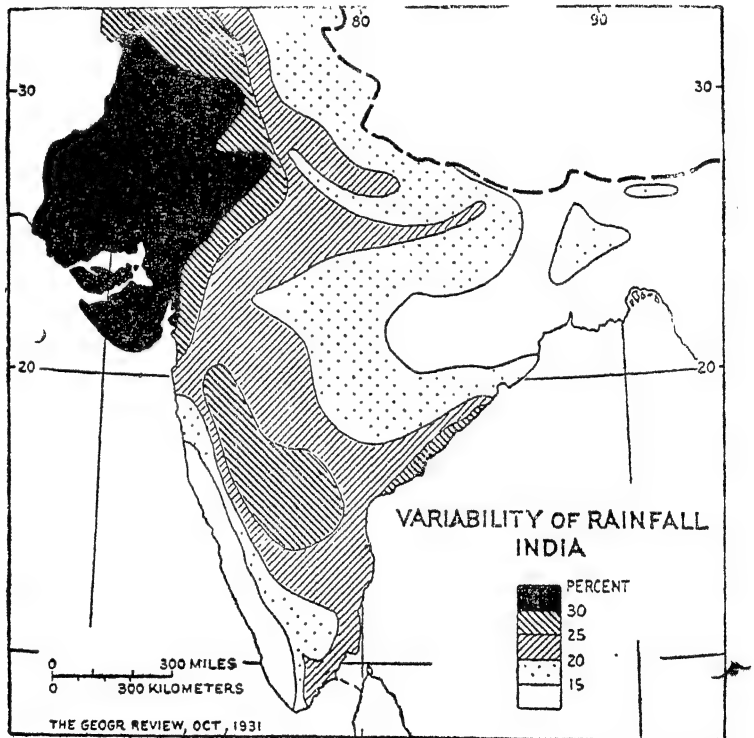 80 90
30 30
20 20
VARIABILITY OF RAINFALL
INDIA
PERCENT
30
25
20
15
0 300 MILES
0 300 KILOMETERS
THE GEOGR REVIEW, OCT, 1931